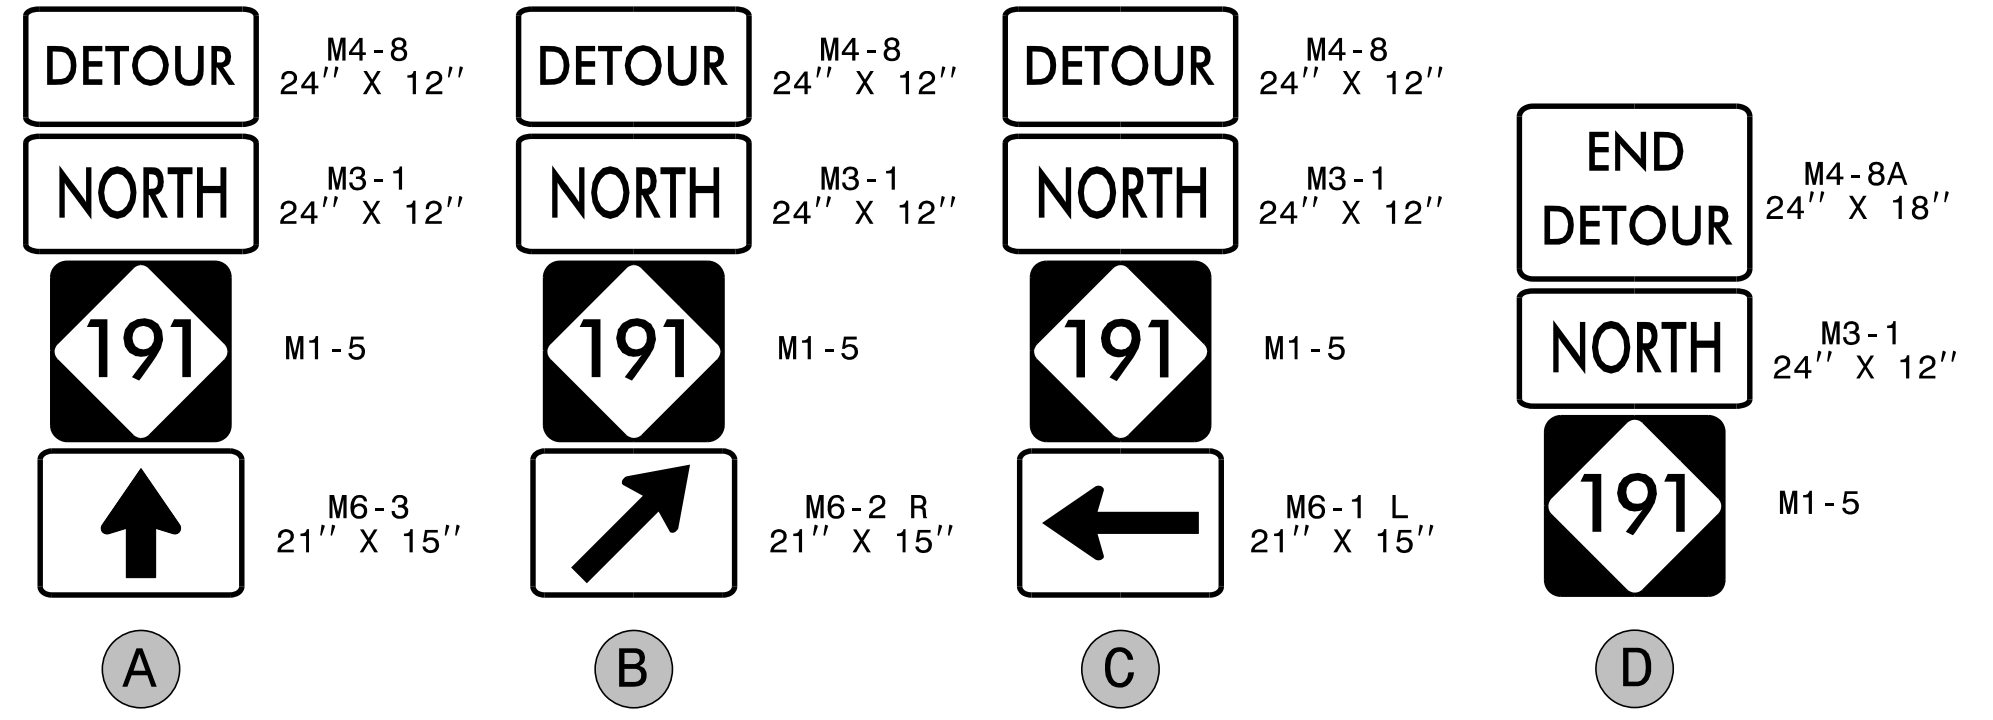 DETOUR
M4-8
24″ X 12″
NORTH
M3-1
24″ X 12″
191
M1-5
M6-3
21″ X 15″
A
DETOUR
M4-8
24″ X 12″
NORTH
M3-1
24″ X 12″
191
M1-5
M6-2 R
21″ X 15″
B
DETOUR
M4-8
24″ X 12″
NORTH
M3-1
24″ X 12″
191
M1-5
M6-1 L
21″ X 15″
C
END
DETOUR
M4-8A
24″ X 18″
NORTH
M3-1
24″ X 12″
191
M1-5
D